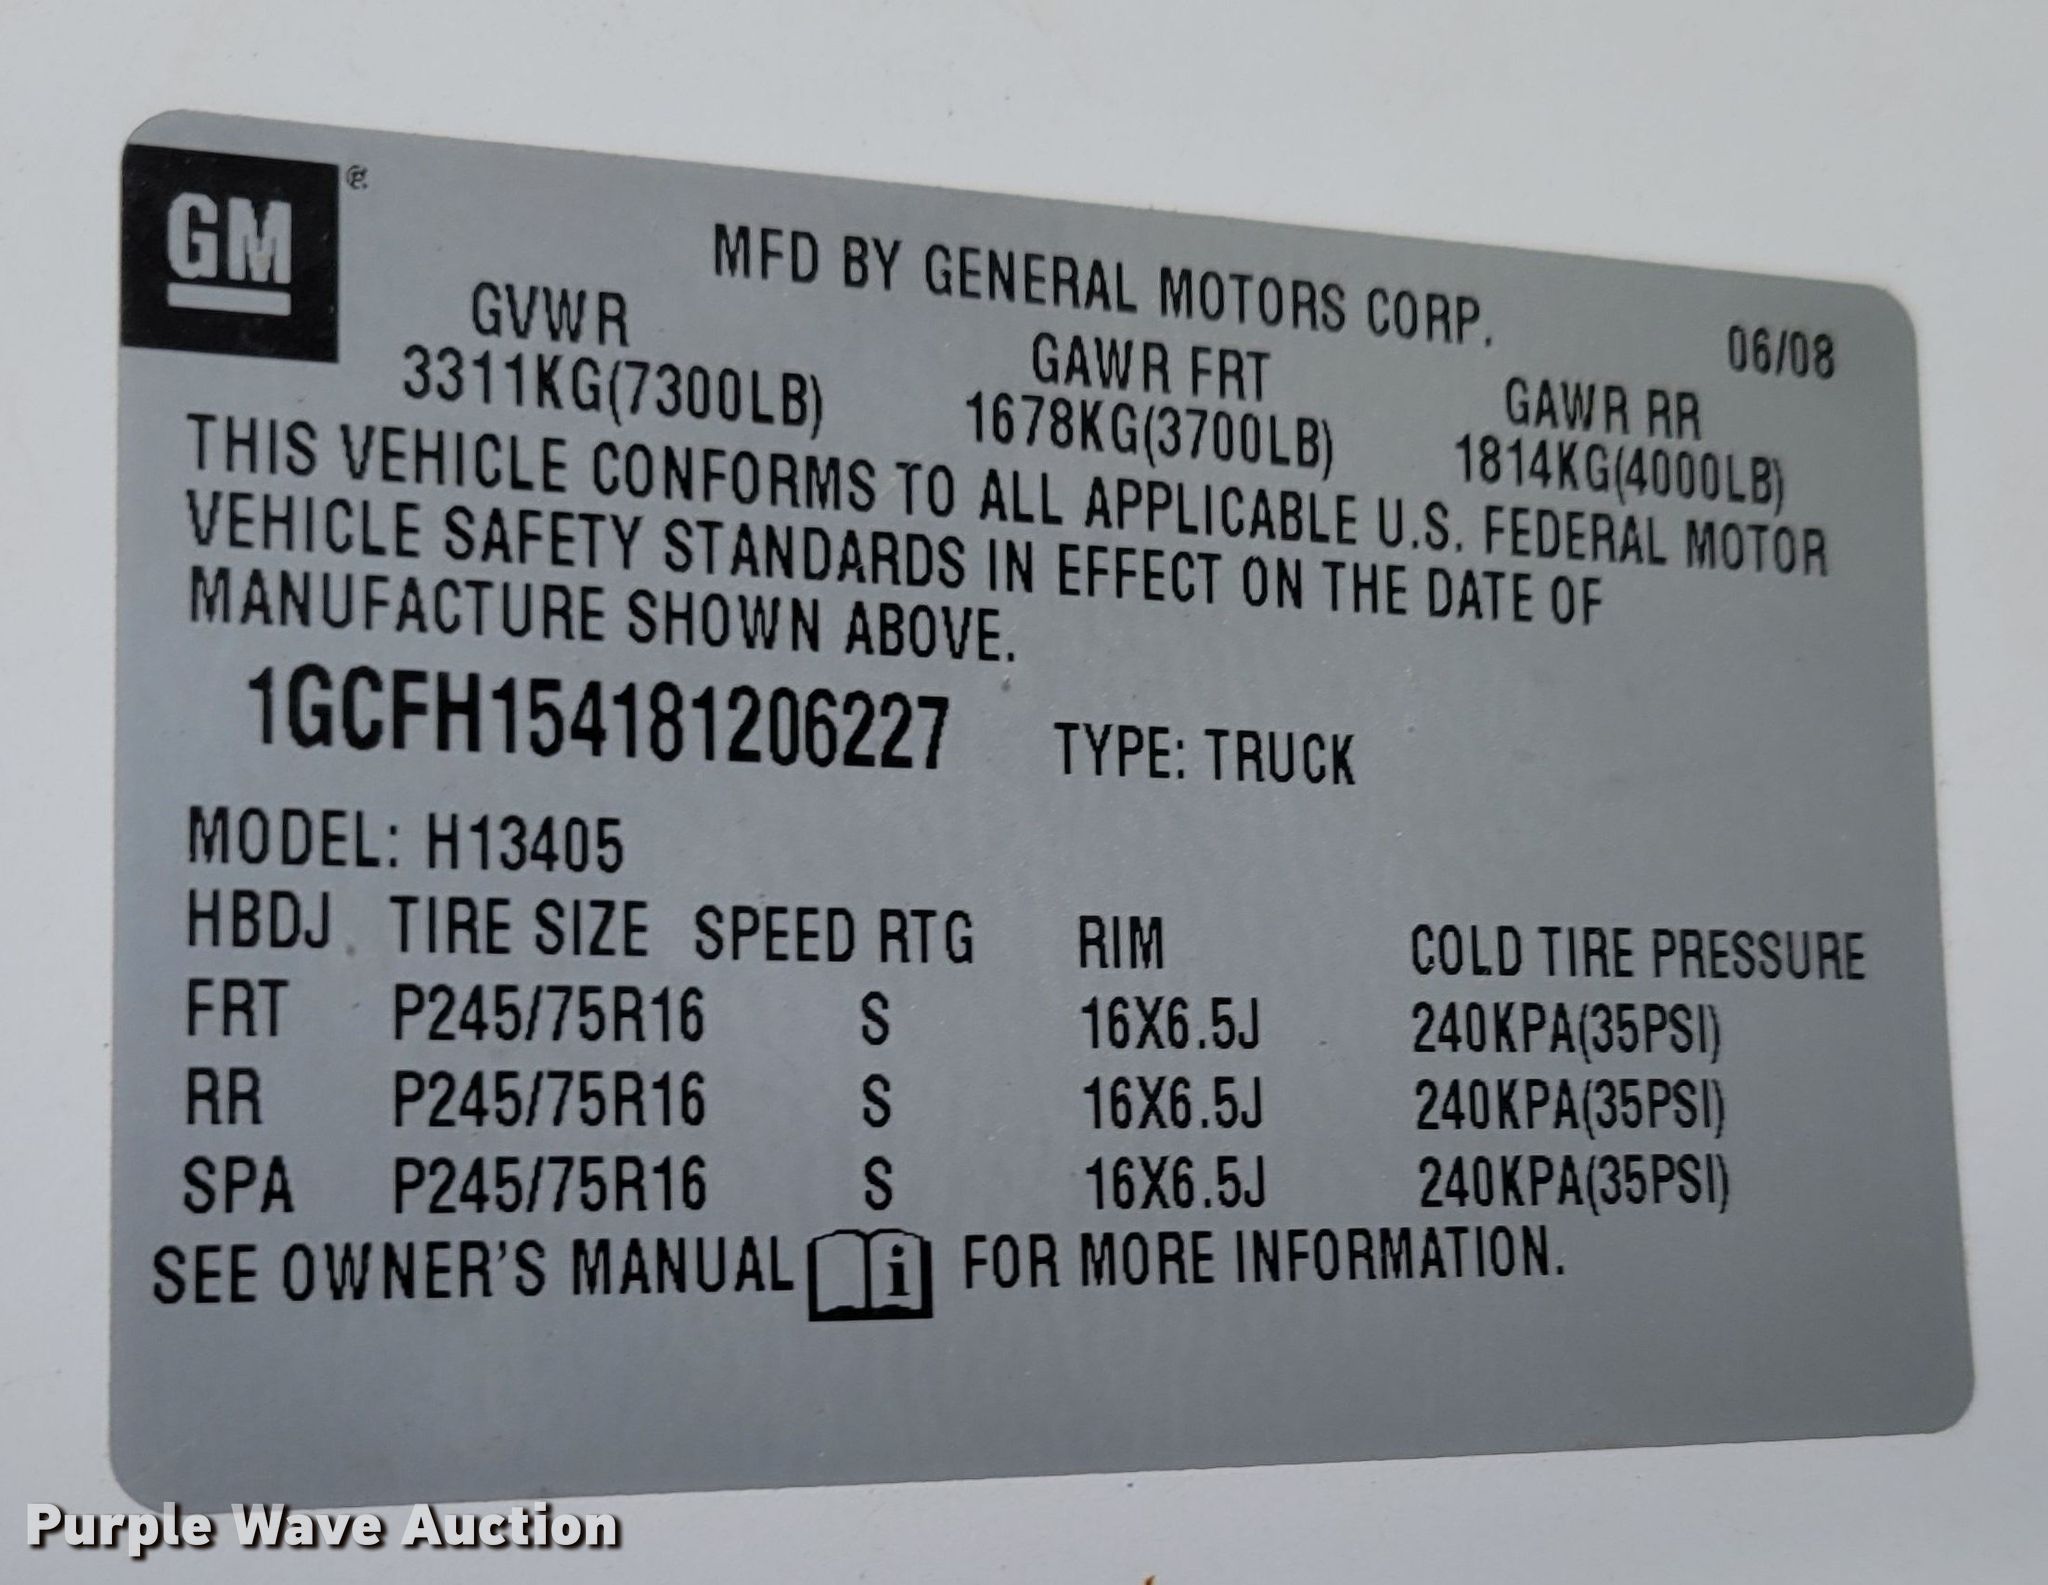 GM®
MFD BY GENERAL MOTORS CORP.
06/08
GVWR
3311KG(7300LB)
GAWR FRT
1678KG(3700LB)
GAWR RR
1814KG(4000LB)
THIS VEHICLE CONFORMS TO ALL APPLICABLE U.S. FEDERAL MOTOR
VEHICLE SAFETY STANDARDS IN EFFECT ON THE DATE OF
MANUFACTURE SHOWN ABOVE.
1GCFH154181206227 TYPE: TRUCK
MODEL: H13405
HBDJ TIRE SIZE SPEED RTG RIM COLD TIRE PRESSURE
FRT P245/75R16 S 16X6.5J 240KPA(35PSI)
RR P245/75R16 S 16X6.5J 240KPA(35PSI)
SPA P245/75R16 S 16X6.5J 240KPA(35PSI)
SEE OWNER'S MANUAL i FOR MORE INFORMATION.
Purple Wave Auction